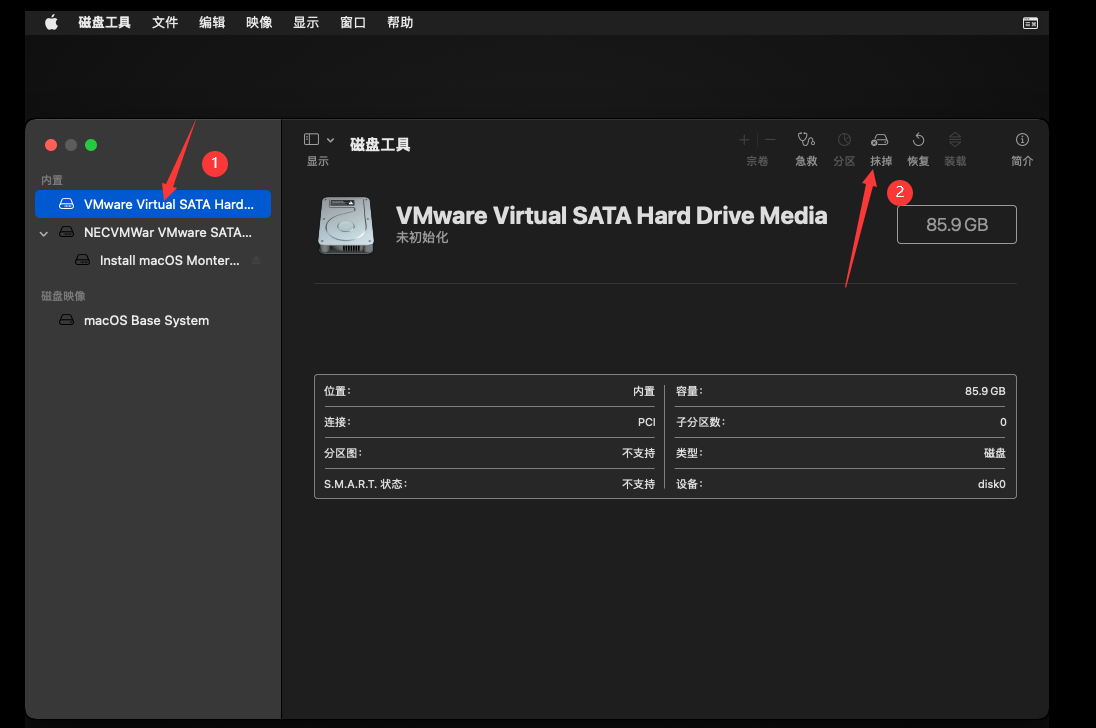 磁盘工具 文件 编辑 映像 显示 窗口 帮助
1
内置
VMware Virtual SATA Hard...
NECVMWar VMware SATA...
Install macOS Monter...
磁盘映像
macOS Base System
显示
磁盘工具
宗卷 急救 分区 抹掉 恢复 装载 简介
2
VMware Virtual SATA Hard Drive Media
未初始化
85.9 GB
位置: 内置
连接: PCI
分区图: 不支持
S.M.A.R.T. 状态: 不支持
容量: 85.9 GB
子分区数: 0
类型: 磁盘
设备: disk0